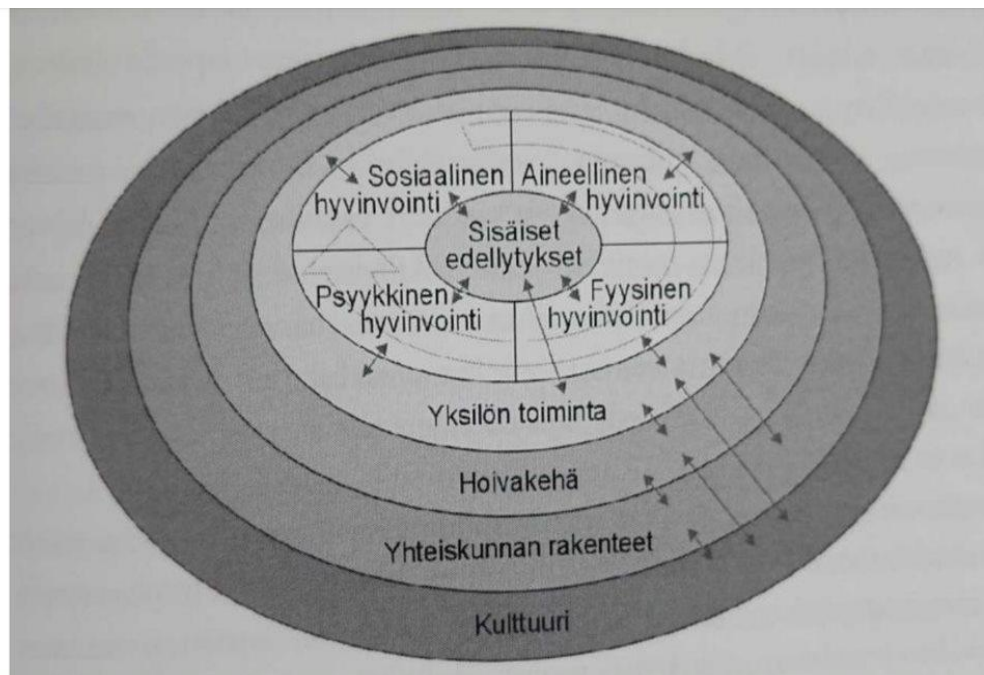 Sosiaalinen
hyvinvointi
Aineellinen
hyvinvointi
Sisäiset
edellytykset
Psyykkinen
hyvinvointi
Fyysinen
hyvinvointi
Yksilön toiminta
Hoivakehä
Yhteiskunnan rakenteet
Kulttuuri